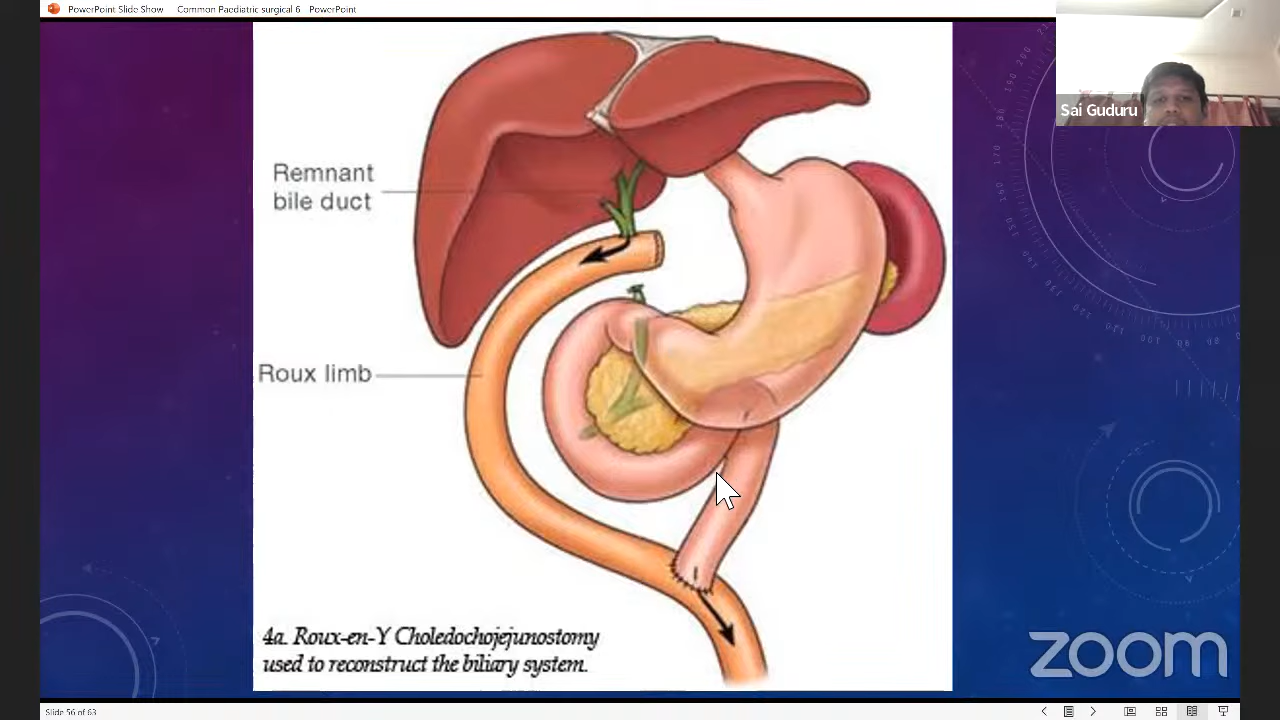 PowerPoint Slide Show
Common Paediatric surgical 6 - PowerPoint
Sai Guduru
Remnant
bile duct
Roux limb
4a. Roux-en-Y Choledochojejunostomy
used to reconstruct the biliary system.
zoom
Slide 56 of 63